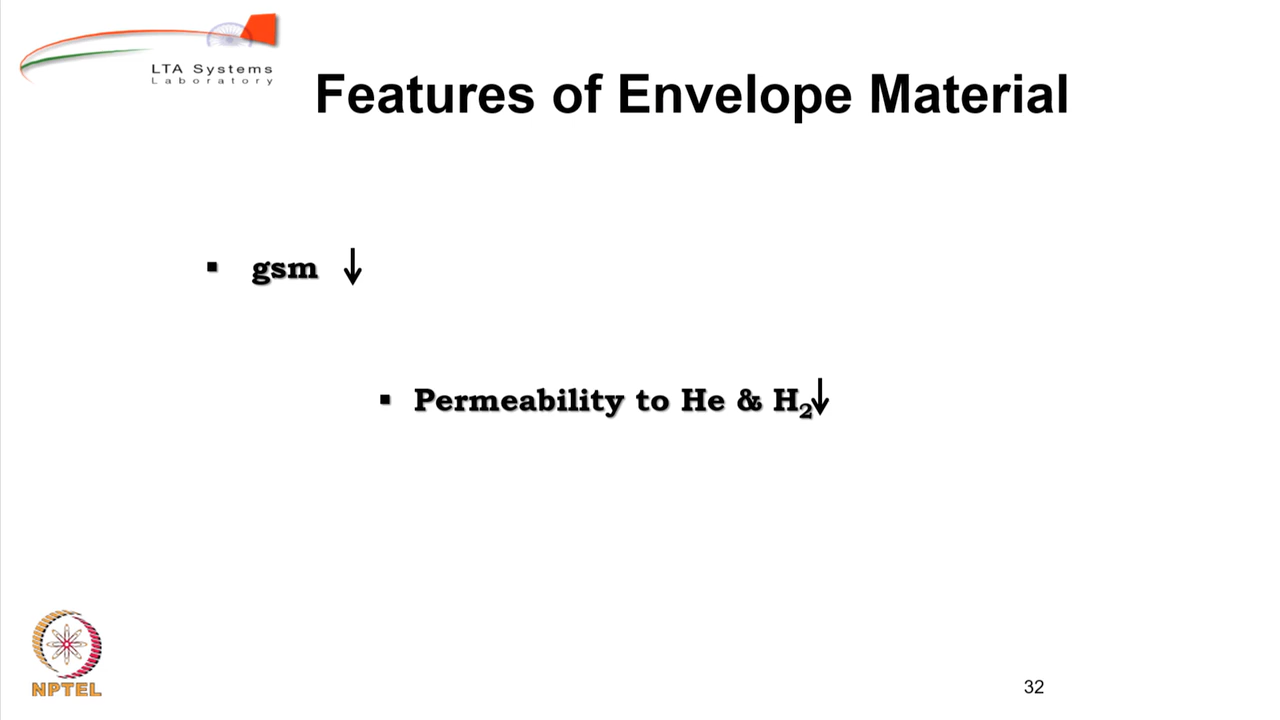 LTA Systems
Laboratory
Features of Envelope Material
▪ gsm ↓
▪ Permeability to He & H₂↓
NPTEL
32